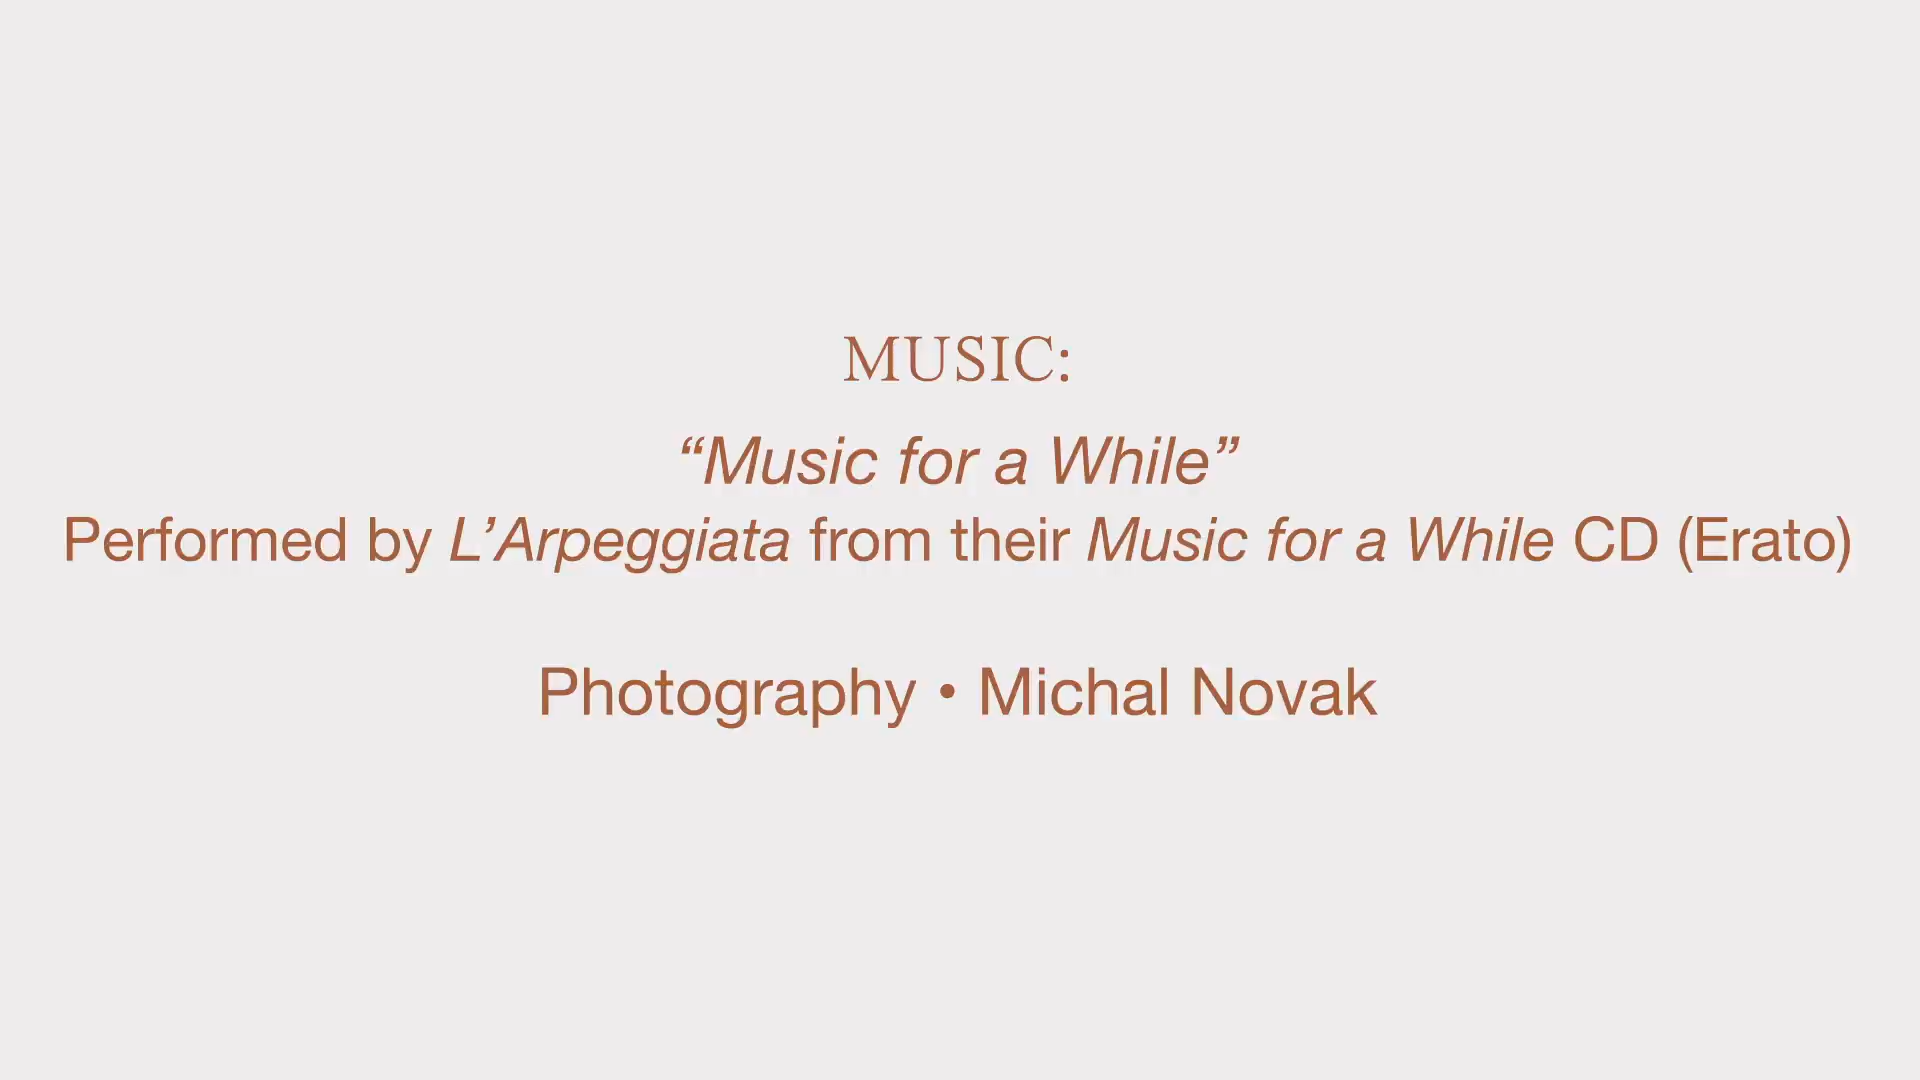 MUSIC:
“Music for a While”
Performed by L’Arpeggiata from their Music for a While CD (Erato)
Photography • Michal Novak